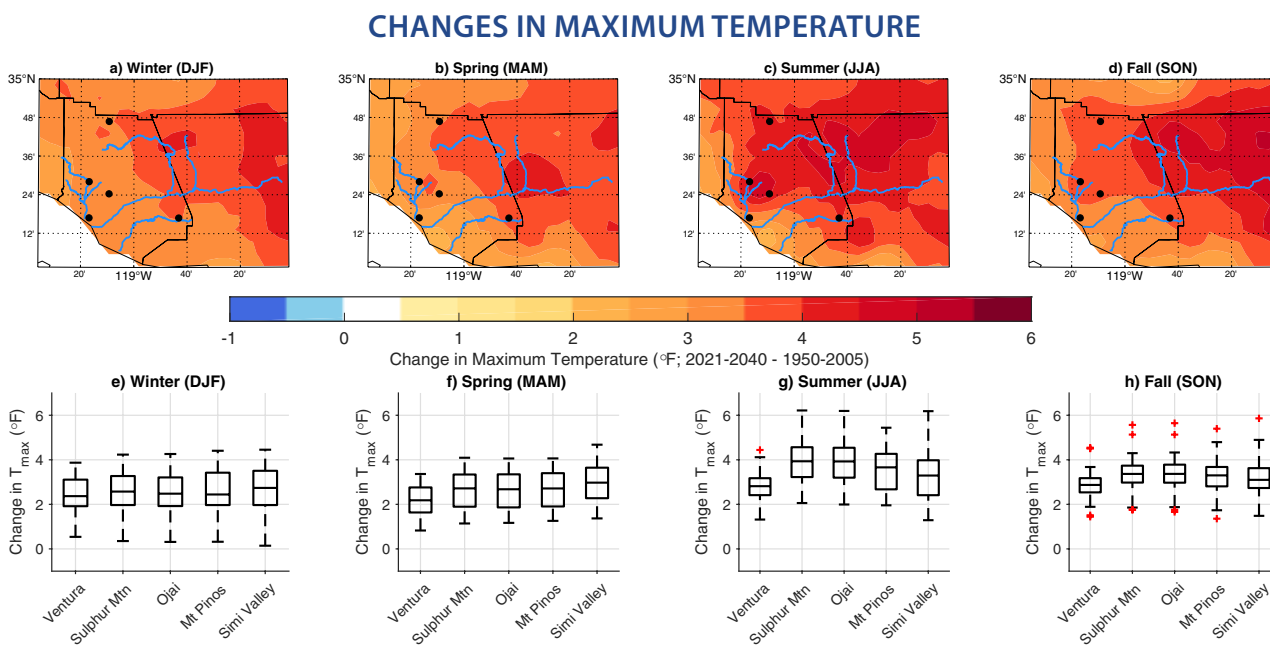 CHANGES IN MAXIMUM TEMPERATURE
a) Winter (DJF)
b) Spring (MAM)
c) Summer (JJA)
d) Fall (SON)
35°N
48'
36'
24'
12'
20'
119°W
40'
20'
35°N
48'
36'
24'
12'
20'
119°W
40'
20'
35°N
48'
36'
24'
12'
20'
119°W
40'
20'
35°N
48'
36'
24'
12'
20'
119°W
40'
20'
-1 0 1 2 3 4 5 6
Change in Maximum Temperature (°F; 2021-2040 - 1950-2005)
e) Winter (DJF)
Change in Tmax (°F)
6
4
2
0
Ventura
Sulphur Mtn
Ojai
Mt Pinos
Simi Valley
f) Spring (MAM)
Change in Tmax (°F)
6
4
2
0
Ventura
Sulphur Mtn
Ojai
Mt Pinos
Simi Valley
g) Summer (JJA)
Change in Tmax (°F)
6
4
2
0
Ventura
Sulphur Mtn
Ojai
Mt Pinos
Simi Valley
h) Fall (SON)
Change in Tmax (°F)
6
4
2
0
Ventura
Sulphur Mtn
Ojai
Mt Pinos
Simi Valley